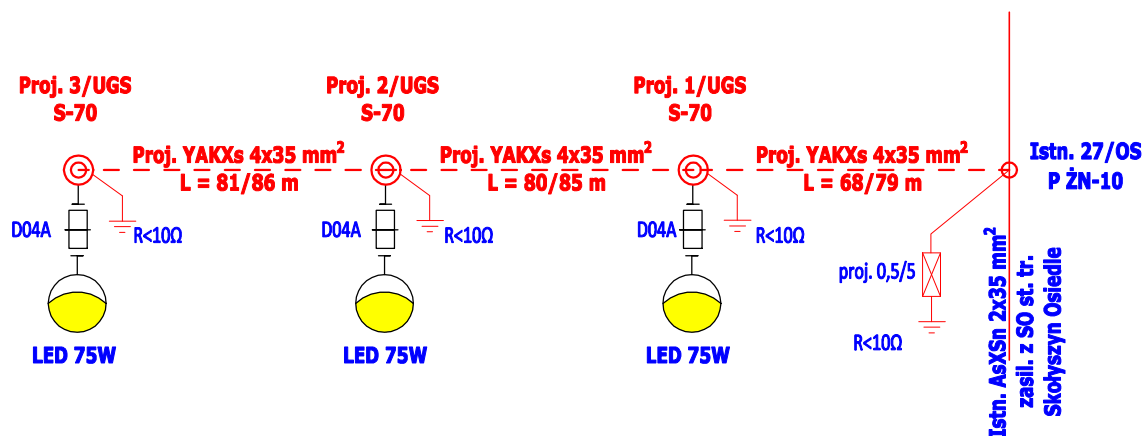 Proj. 3/UGS
S-70
Proj. 2/UGS
S-70
Proj. 1/UGS
S-70
Proj. YAKXs 4x35 mm²
L = 81/86 m
Proj. YAKXs 4x35 mm²
L = 80/85 m
Proj. YAKXs 4x35 mm²
L = 68/79 m
Istn. 27/OS
P ŻN-10
D04A
R<10Ω
D04A
R<10Ω
D04A
R<10Ω
proj. 0,5/5
R<10Ω
LED 75W
LED 75W
LED 75W
Istn. AsXSn 2x35 mm²
zasil. z SO st. tr.
Skołyszyn Osiedle